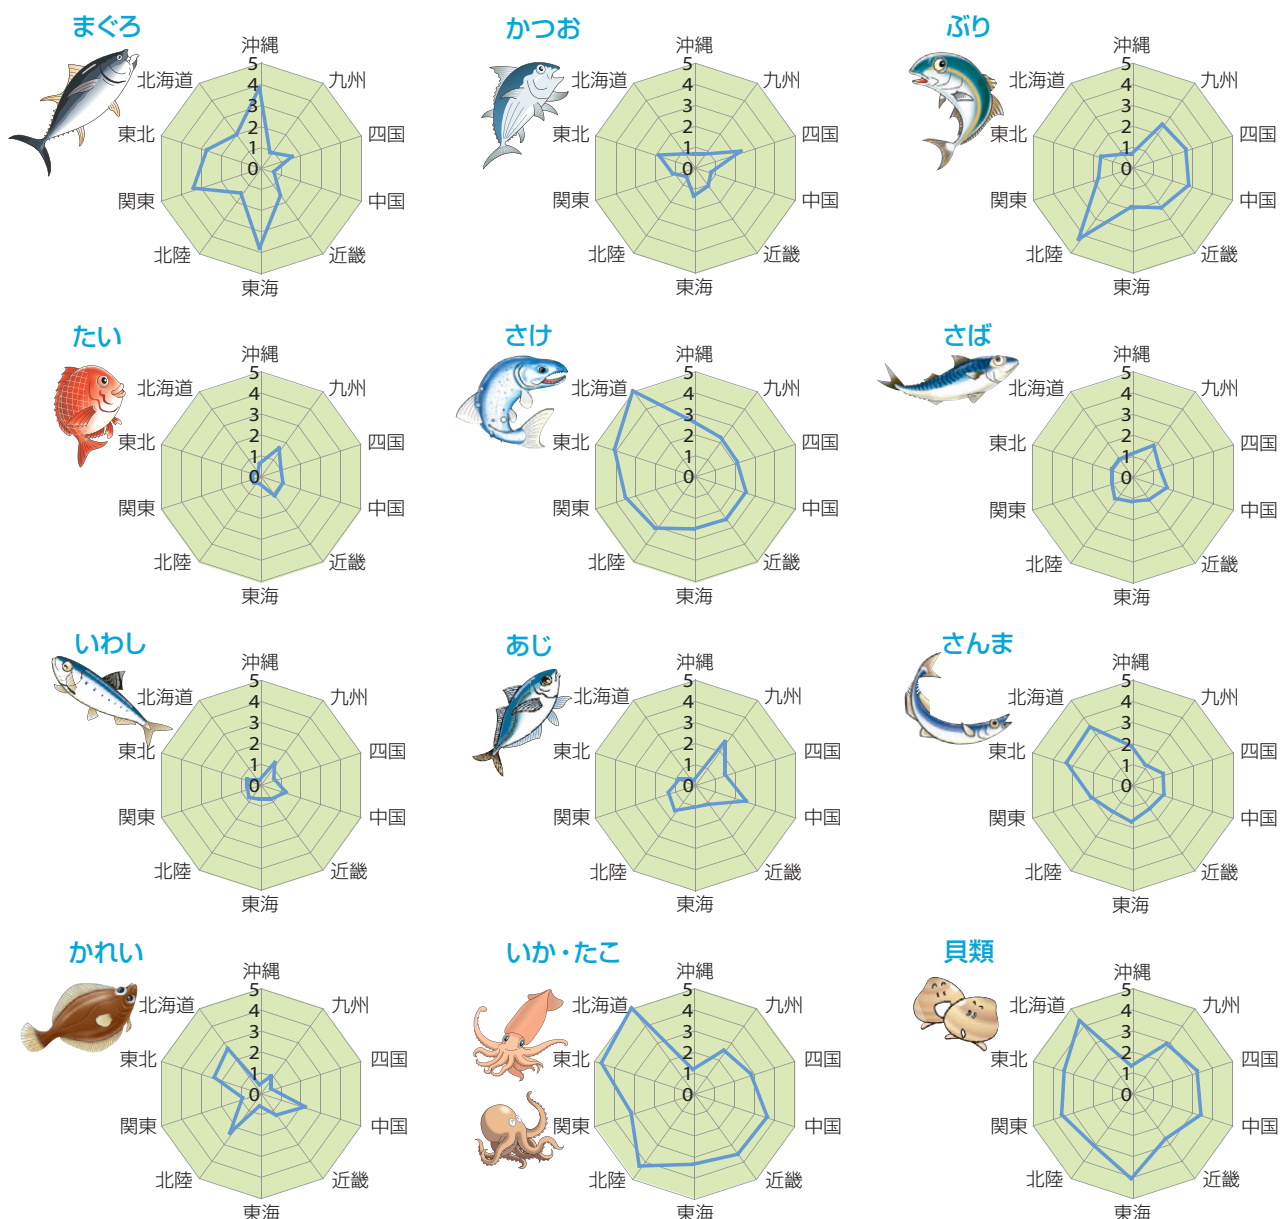 まぐろ
沖縄
九州
四国
中国
近畿
東海
北陸
関東
東北
北海道
5
4
3
2
1
0
かつお
沖縄
九州
四国
中国
近畿
東海
北陸
関東
東北
北海道
5
4
3
2
1
0
ぶり
沖縄
九州
四国
中国
近畿
東海
北陸
関東
東北
北海道
5
4
3
2
1
0
たい
沖縄
九州
四国
中国
近畿
東海
北陸
関東
東北
北海道
5
4
3
2
1
0
さけ
沖縄
九州
四国
中国
近畿
東海
北陸
関東
東北
北海道
5
4
3
2
1
0
さば
沖縄
九州
四国
中国
近畿
東海
北陸
関東
東北
北海道
5
4
3
2
1
0
いわし
沖縄
九州
四国
中国
近畿
東海
北陸
関東
東北
北海道
5
4
3
2
1
0
あじ
沖縄
九州
四国
中国
近畿
東海
北陸
関東
東北
北海道
5
4
3
2
1
0
さんま
沖縄
九州
四国
中国
近畿
東海
北陸
関東
東北
北海道
5
4
3
2
1
0
かれい
沖縄
九州
四国
中国
近畿
東海
北陸
関東
東北
北海道
5
4
3
2
1
0
いか・たこ
沖縄
九州
四国
中国
近畿
東海
北陸
関東
東北
北海道
5
4
3
2
1
0
貝類
沖縄
九州
四国
中国
近畿
東海
北陸
関東
東北
北海道
5
4
3
2
1
0